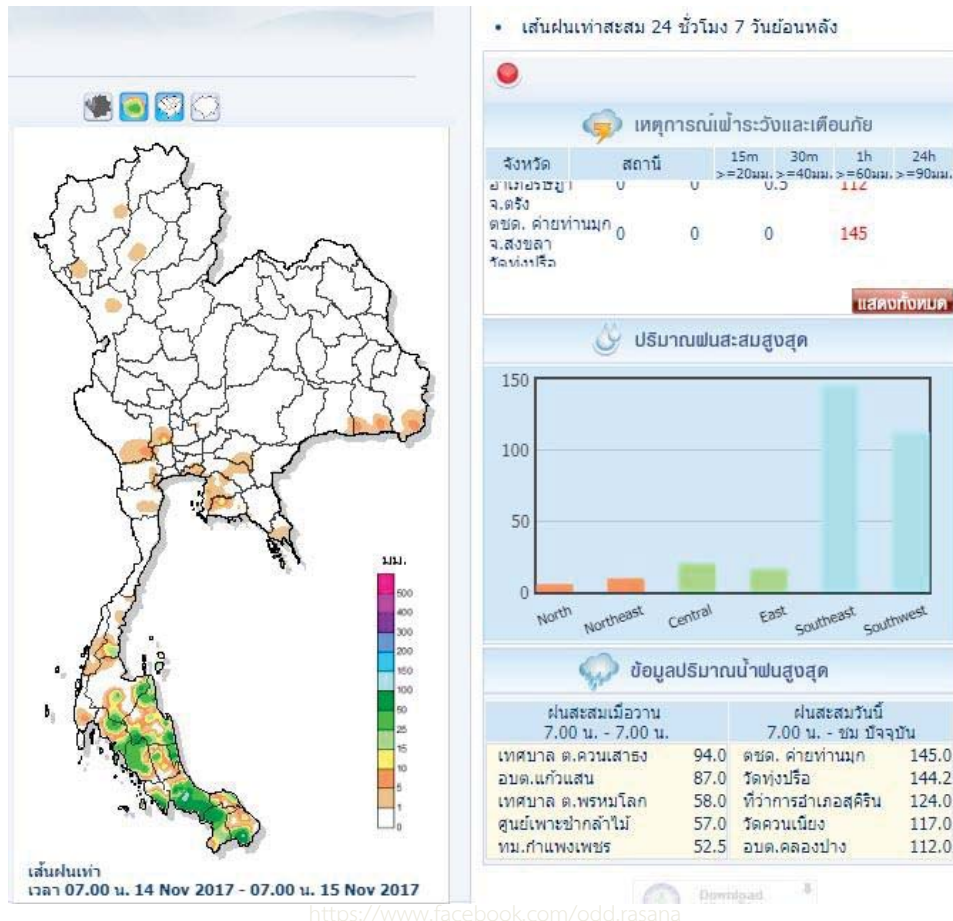 • เส้นฝนเท่าสะสม 24 ชั่วโมง 7 วันย้อนหลัง
เหตุการณ์เฝ้าระวังและเตือนภัย
จังหวัด สถานี 15m >=20มม. 30m >=40มม. 1h >=60มม. 24h >=90มม.
0 0 0.5 112
จ.ตรัง
ตชด. ค่ายท่านมุก
จ.สงขลา 0 0 0 145
วัดทุ่งปรือ
แสดงทั้งหมด
ปริมาณฝนสะสมสูงสุด
150
100
50
0
North Northeast Central East Southeast Southwest
มม.
500
400
300
200
150
100
50
25
15
10
5
1
0
ข้อมูลปริมาณน้ำฝนสูงสุด
ฝนสะสมเมื่อวาน ฝนสะสมวันนี้
7.00 น. - 7.00 น. 7.00 น. - ชม ปัจจุบัน
เทศบาล ต.ควนเสาธง 94.0 ตชด. ค่ายท่านมุก 145.0
อบต.แก้วแสน 87.0 วัดทุ่งปรือ 144.2
เทศบาล ต.พรหมโลก 58.0 ที่ว่าการอำเภอสุคิริน 124.0
ศูนย์เพาะชำกล้าไม้ 57.0 วัดควนเนียง 117.0
ทม.กำแพงเพชร 52.5 อบต.คลองปาง 112.0
เส้นฝนเท่า
เวลา 07.00 น. 14 Nov 2017 - 07.00 น. 15 Nov 2017
Download
https://www.facebook.com/odd.rasana